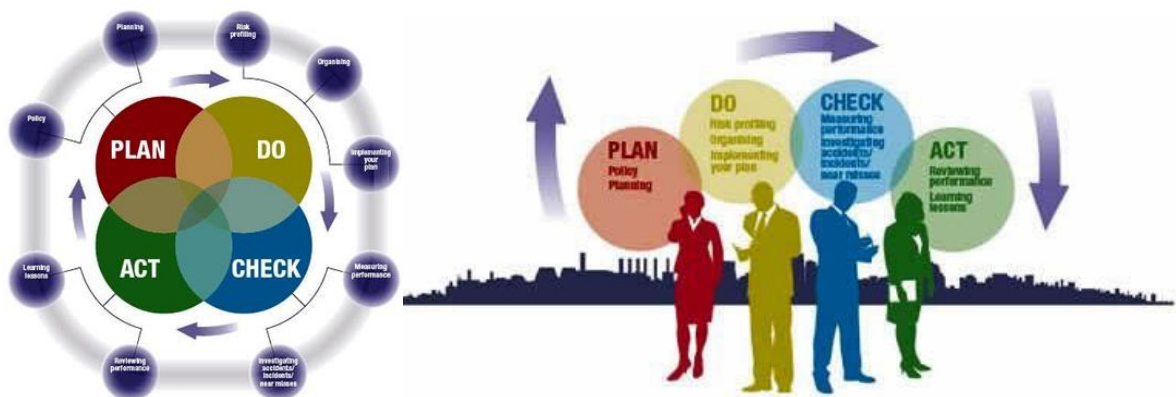 Planning
Risk
profiling
Organising
Policy
PLAN
DO
Implementing
your
plan
ACT
CHECK
Learning
lessons
Measuring
performance
Reviewing
performance
Investigating
accidents/
incidents/
near misses
PLAN
Policy
Planning
DO
Risk profiling
Organising
Implementing
your plan
CHECK
Measuring
performance
Investigating
accidents/
incidents/
near misses
ACT
Reviewing
performance
Learning
lessons